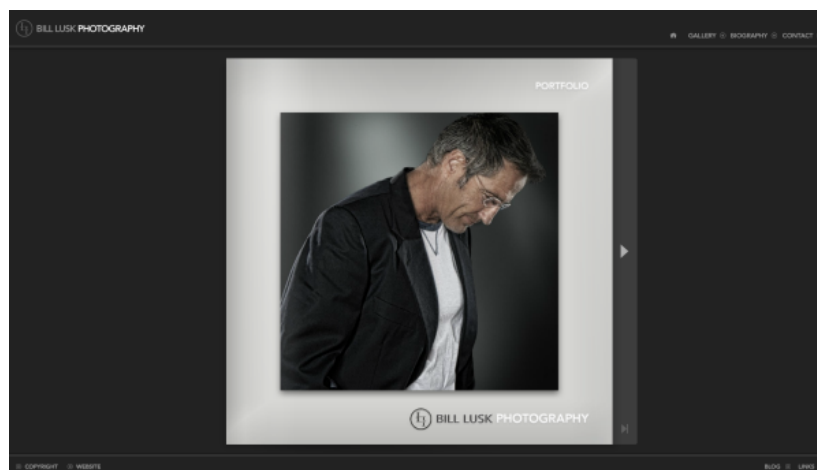 BILL LUSK PHOTOGRAPHY
GALLERY BIOGRAPHY CONTACT
PORTFOLIO
BILL LUSK PHOTOGRAPHY
COPYRIGHT WEBSITE
BLOG LINKS